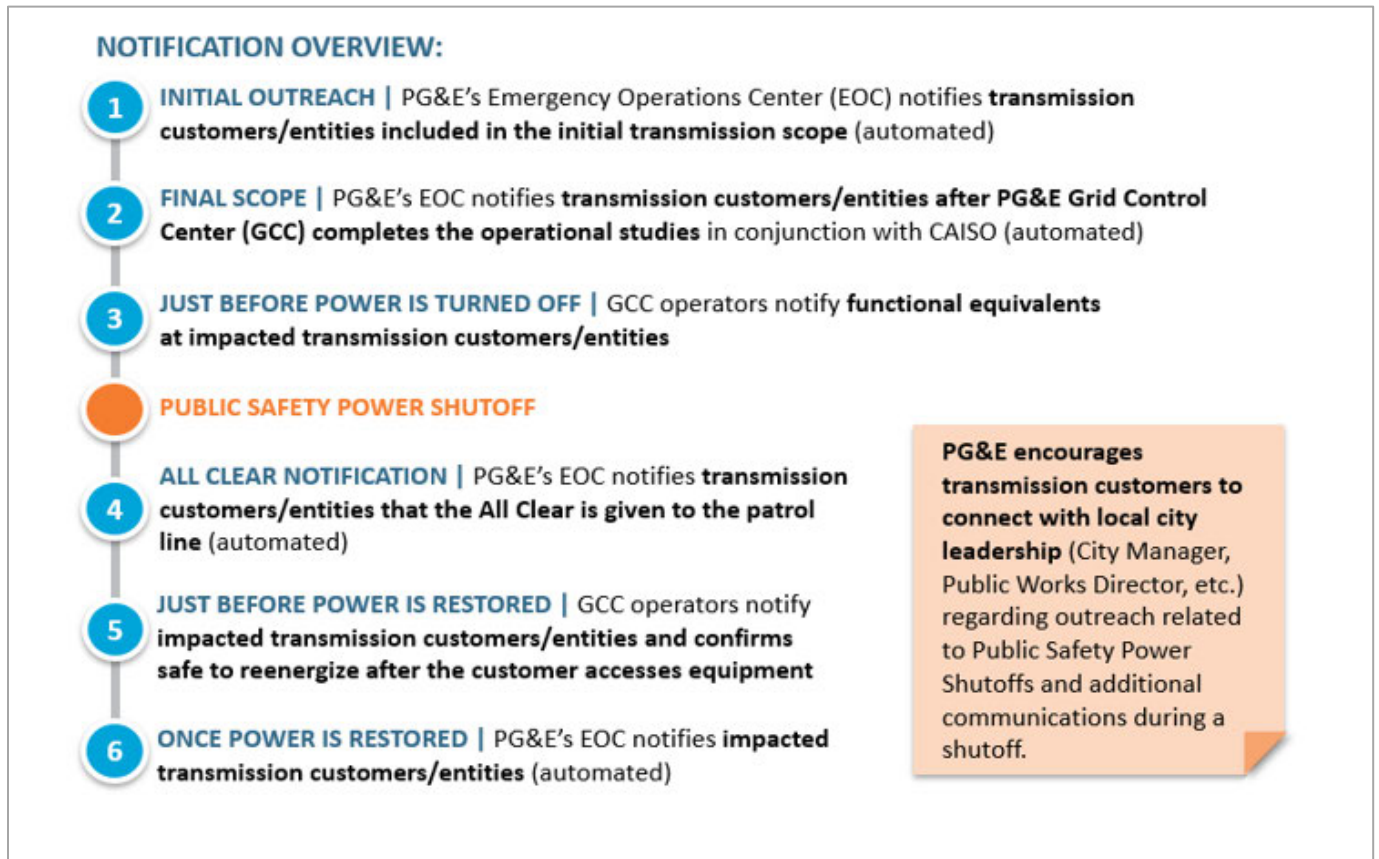 NOTIFICATION OVERVIEW:
1
INITIAL OUTREACH | PG&E's Emergency Operations Center (EOC) notifies transmission
customers/entities included in the initial transmission scope (automated)
2
FINAL SCOPE | PG&E's EOC notifies transmission customers/entities after PG&E Grid Control
Center (GCC) completes the operational studies in conjunction with CAISO (automated)
3
JUST BEFORE POWER IS TURNED OFF | GCC operators notify functional equivalents
at impacted transmission customers/entities
PUBLIC SAFETY POWER SHUTOFF
4
ALL CLEAR NOTIFICATION | PG&E's EOC notifies transmission
customers/entities that the All Clear is given to the patrol
line (automated)
5
JUST BEFORE POWER IS RESTORED | GCC operators notify
impacted transmission customers/entities and confirms
safe to reenergize after the customer accesses equipment
6
ONCE POWER IS RESTORED | PG&E's EOC notifies impacted
transmission customers/entities (automated)
PG&E encourages
transmission customers to
connect with local city
leadership (City Manager,
Public Works Director, etc.)
regarding outreach related
to Public Safety Power
Shutoffs and additional
communications during a
shutoff.